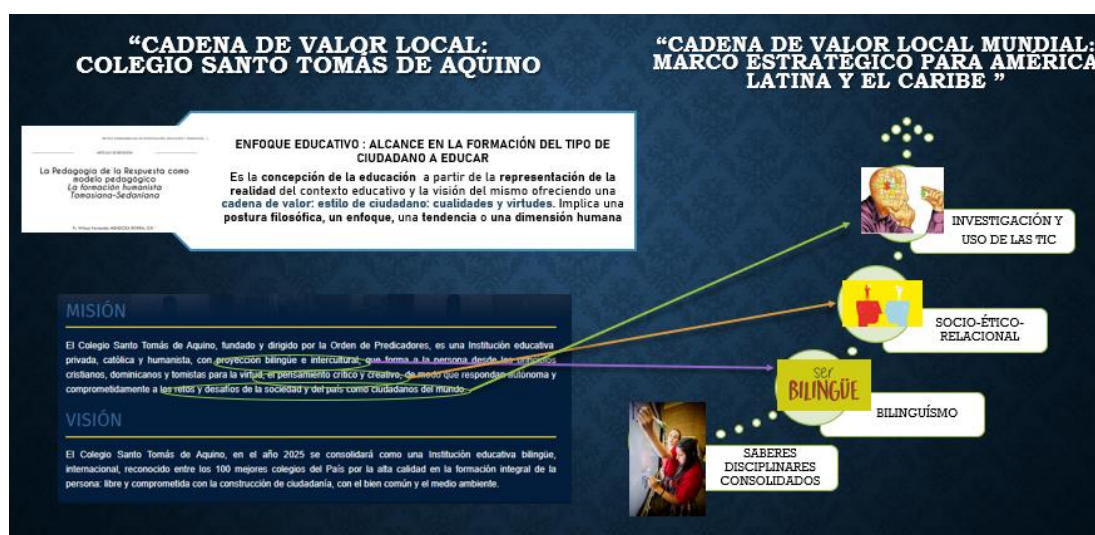 “CADENA DE VALOR LOCAL:
COLEGIO SANTO TOMÁS DE AQUINO
ENFOQUE EDUCATIVO : ALCANCE EN LA FORMACIÓN DEL TIPO DE
CIUDADANO A EDUCAR
Es la concepción de la educación a partir de la representación de la
realidad del contexto educativo y la visión del mismo ofreciendo una
cadena de valor: estilo de ciudadano: cualidades y virtudes. Implica una
postura filosófica, un enfoque, una tendencia o una dimensión humana
La Pedagogía de la Respuesta como
modelo pedagógico
La formación humanista
Tomasiana-Sedaniana
MISIÓN
El Colegio Santo Tomás de Aquino, fundado y dirigido por la Orden de Predicadores, es una Institución educativa
privada, católica y humanista, con proyección bilingüe e intercultural, que forma a la persona desde los principios
cristianos, dominicanos y tomistas para la virtud, el pensamiento crítico y creativo, de modo que respondan autónoma y
comprometidamente a los retos y desafíos de la sociedad y del país como ciudadanos del mundo.
VISIÓN
El Colegio Santo Tomás de Aquino, en el año 2025 se consolidará como una Institución educativa bilingüe,
internacional, reconocido entre los 100 mejores colegios del País por la alta calidad en la formación integral de la
persona: libre y comprometida con la construcción de ciudadanía, con el bien común y el medio ambiente.
“CADENA DE VALOR LOCAL MUNDIAL:
MARCO ESTRATÉGICO PARA AMÉRICA
LATINA Y EL CARIBE ”
INVESTIGACIÓN Y
USO DE LAS TIC
SOCIO-ÉTICO-
RELACIONAL
ser
BILINGÜE
BILINGUÍSMO
SABERES
DISCIPLINARES
CONSOLIDADOS